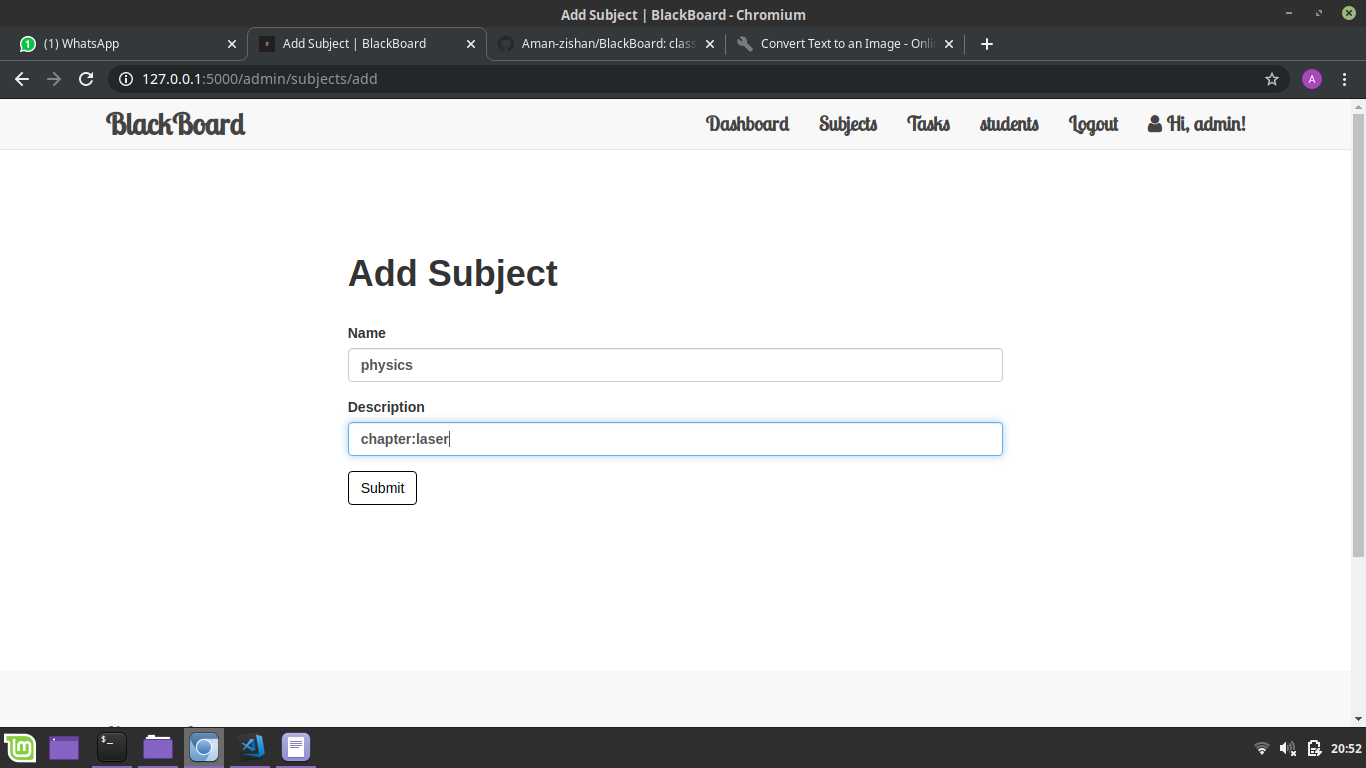 Add Subject | BlackBoard - Chromium
(1) WhatsApp
Add Subject | BlackBoard
Aman-zishan/BlackBoard: clas
Convert Text to an Image - Onli
127.0.0.1:5000/admin/subjects/add
A
BlackBoard
Dashboard
Subjects
Tasks
students
Logout
Hi, admin!
Add Subject
Name
physics
Description
chapter:laser
Submit
$_
20:52